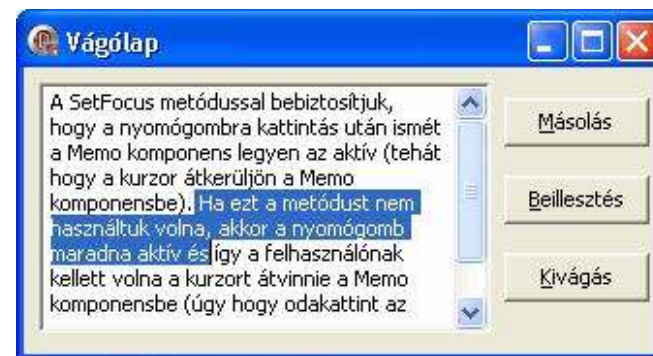 Vágólap
A SetFocus metódussal bebiztosítjuk,
hogy a nyomógombra kattintás után ismét
a Memo komponens legyen az aktív (tehát
hogy a kurzor átkerüljön a Memo
komponensbe). Ha ezt a metódust nem
használtuk volna, akkor a nyomógomb
maradna aktív és így a felhasználónak
kellett volna a kurzort átvinnie a Memo
komponensbe (úgy hogy odakattint az
Másolás
Beillesztés
Kivágás